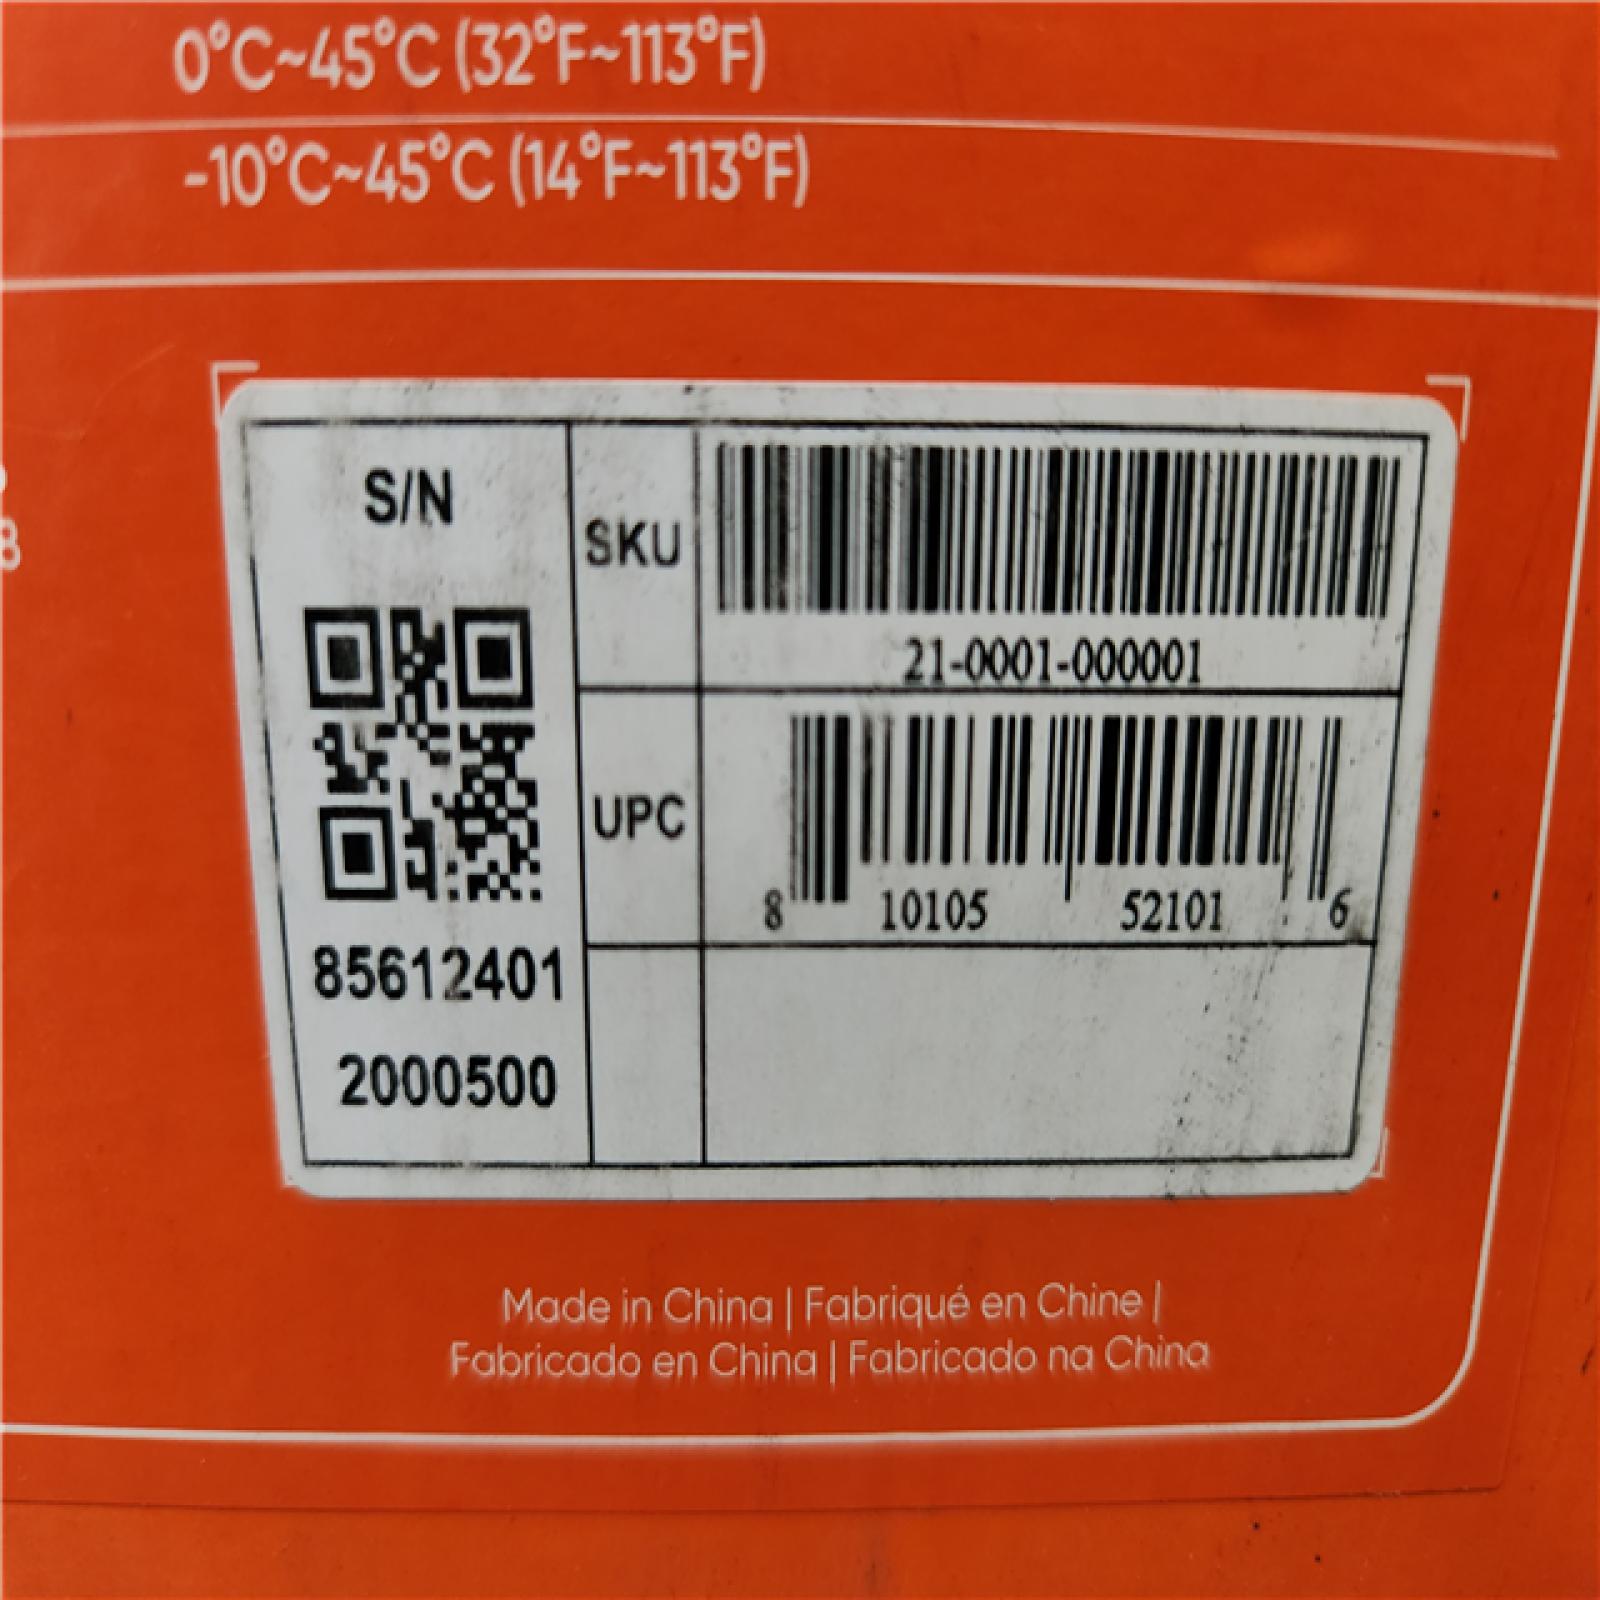 0°C~45°C (32°F~113°F)
-10°C~45°C (14°F~113°F)
8
S/N
85612401
2000500
SKU
21-0001-000001
UPC
8 10105 52101 6
Made in China | Fabriqué en Chine |
Fabricado en China | Fabricado na China